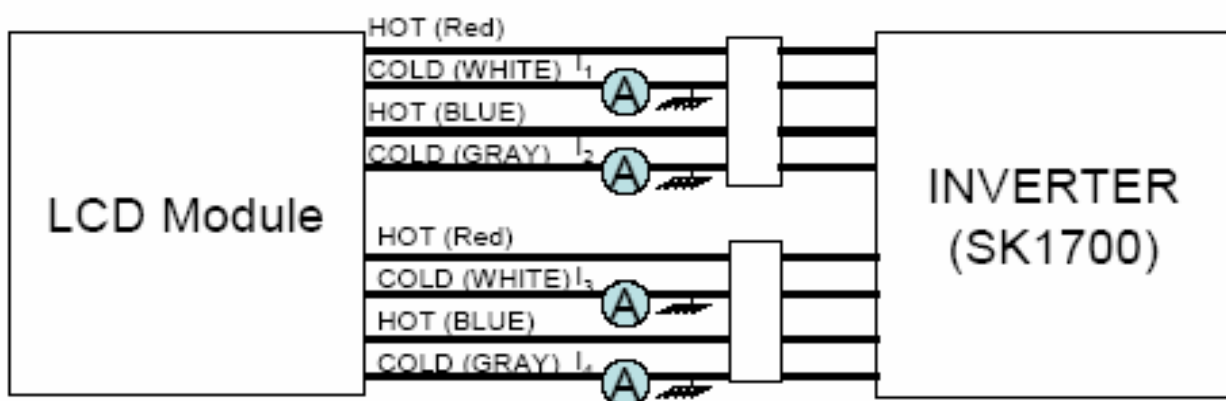 HOT (Red)
COLD (WHITE) I1
A
HOT (BLUE)
COLD (GRAY) I2
A
LCD Module
INVERTER
(SK1700)
HOT (Red)
COLD (WHITE) I3
A
HOT (BLUE)
COLD (GRAY) I4
A